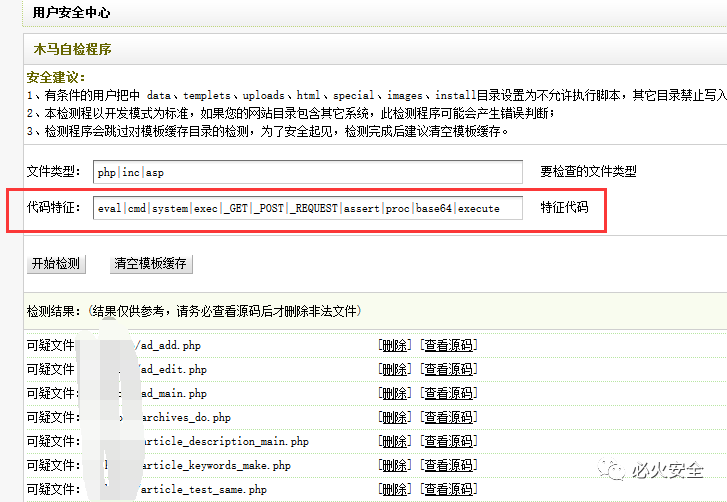 用户安全中心
木马自检程序
安全建议：
1、有条件的用户把中 data、templets、uploads、html、special、images、install目录设置为不允许执行脚本，其它目录禁止写入
2、本检测程以开发模式为标准，如果您的网站目录包含其它系统，此检测程序可能会产生错误判断；
3、检测程序会跳过对模板缓存目录的检测，为了安全起见，检测完成后建议清空模板缓存。
文件类型： php|inc|asp 要检查的文件类型
代码特征： eval|cmd|system|exec|_GET|_POST|_REQUEST|assert|proc|base64|execute 特征代码
开始检测 清空模板缓存
检测结果：(结果仅供参考，请务必查看源码后才删除非法文件)
可疑文件 /ad_add.php [删除] [查看源码]
可疑文件： /ad_edit.php [删除] [查看源码]
可疑文件： ad_main.php [删除] [查看源码]
可疑文件： archives_do.php [删除] [查看源码]
可疑文件： article_description_main.php [删除] [查看源码]
可疑文件： article_keywords_make.php [删除] [查看源码]
可疑文件： article_test_same.php [删除] [查看源码]
必火安全